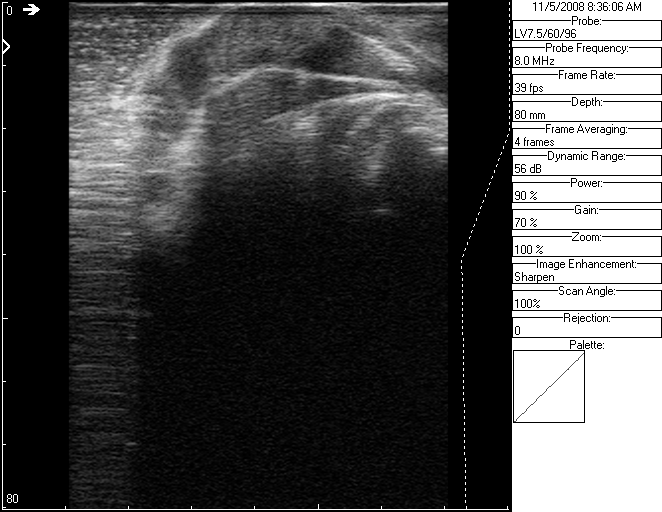 0
80
11/5/2008 8:36:06 AM
Probe:
LV7.5/60/96
Probe Frequency:
8.0 MHz
Frame Rate:
39 fps
Depth:
80 mm
Frame Averaging:
4 frames
Dynamic Range:
56 dB
Power:
90 %
Gain:
70 %
Zoom:
100 %
Image Enhancement:
Sharpen
Scan Angle:
100%
Rejection:
0
Palette: